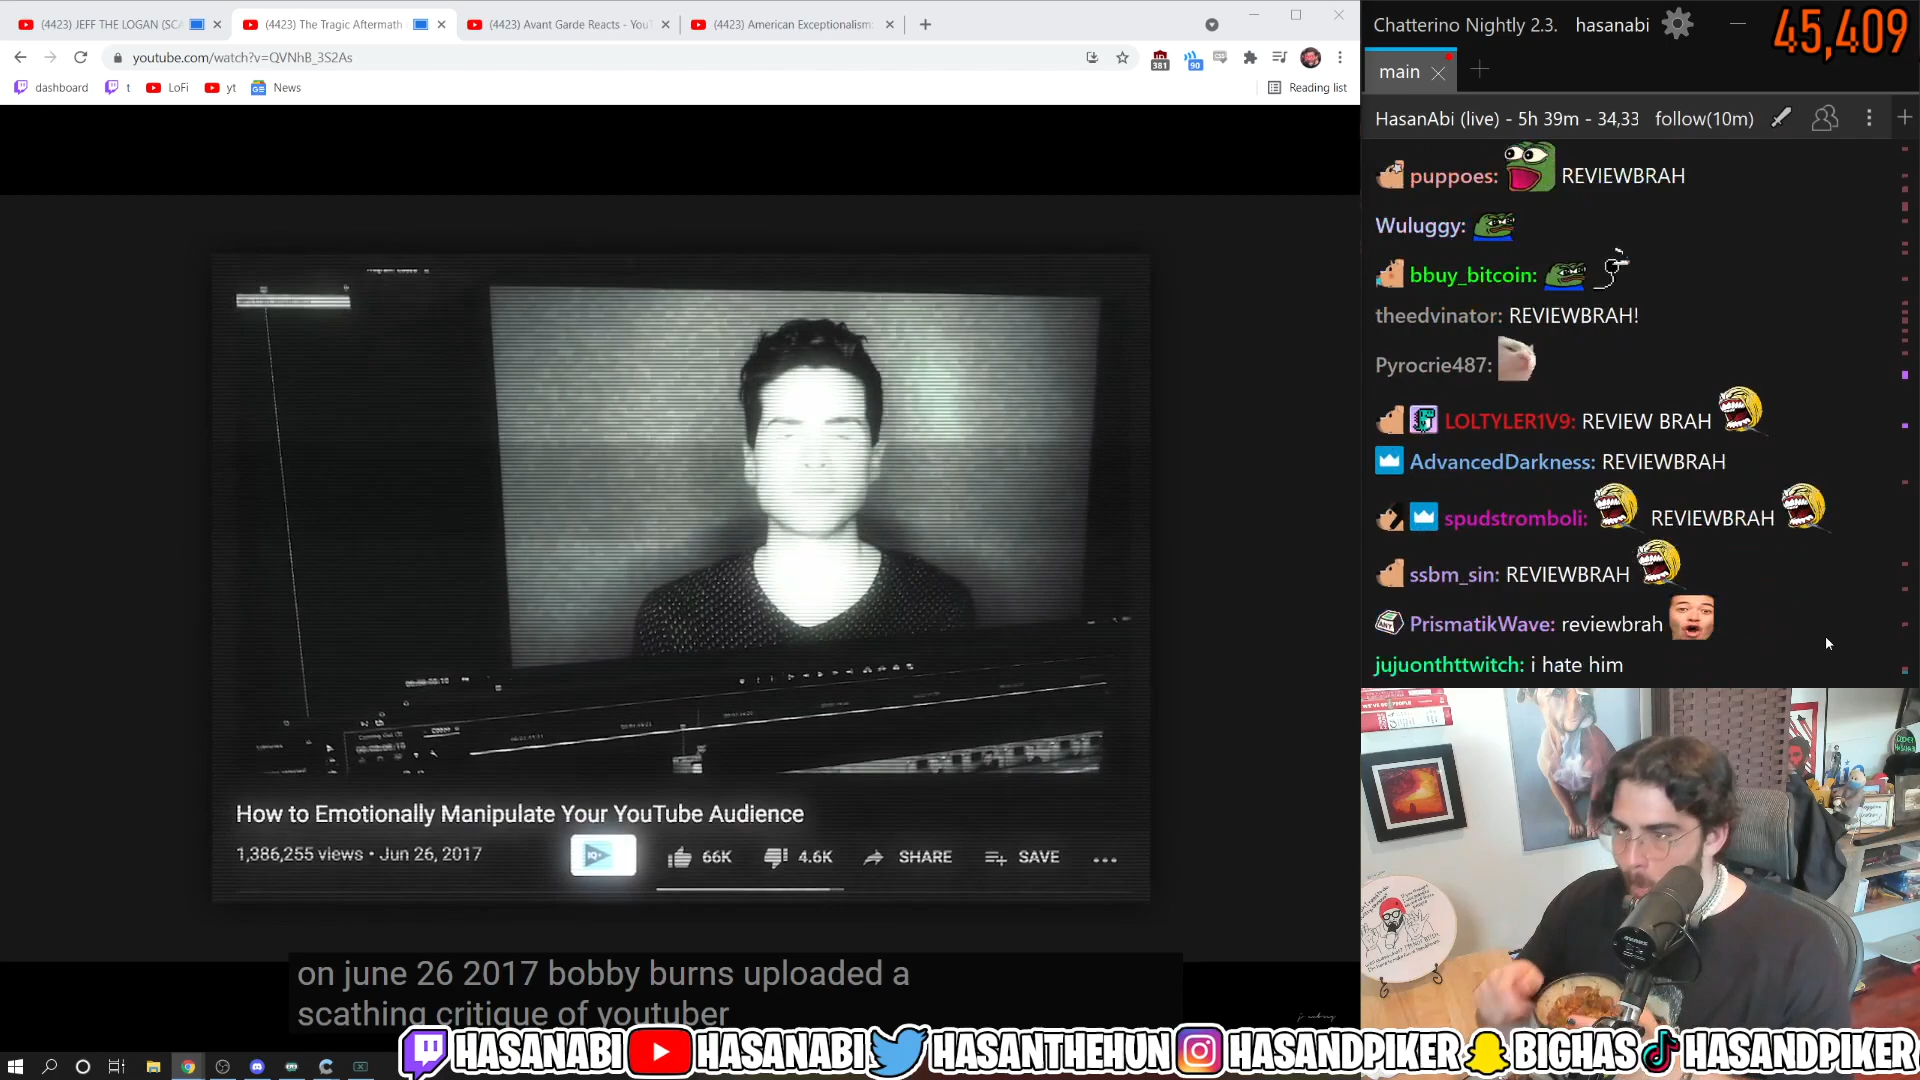 (4423) JEFF THE LOGAN (SCA
(4423) The Tragic Aftermath
(4423) Avant Garde Reacts - YouT
(4423) American Exceptionalism:
youtube.com/watch?v=QVNhB_3S2As
381
90
dashboard
t
LoFi
yt
News
Reading list
How to Emotionally Manipulate Your YouTube Audience
1,386,255 views • Jun 26, 2017
IQ+
66K
4.6K
SHARE
SAVE
on june 26 2017 bobby burns uploaded a
scathing critique of youtuber
Chatterino Nightly 2.3.
hasanabi
45,409
main
HasanAbi (live) - 5h 39m - 34,33
follow(10m)
puppoes: REVIEWBRAH
Wuluggy:
bbuy_bitcoin:
theedvinator: REVIEWBRAH!
Pyrocrie487:
LOLTYLER1V9: REVIEW BRAH
AdvancedDarkness: REVIEWBRAH
spudstromboli: REVIEWBRAH
ssbm_sin: REVIEWBRAH
PrismatikWave: reviewbrah
jujuonthttwitch: i hate him
HASANABI
HASANABI
HASANTHEHUN
HASANDPIKER
BIGHAS
HASANDPIKER